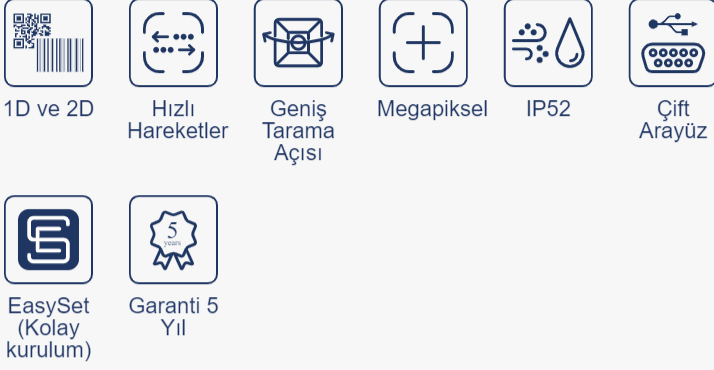 1D ve 2D
Hızlı
Hareketler
Geniş
Tarama
Açısı
Megapiksel
IP52
Çift
Arayüz
5
years
EasySet
(Kolay
kurulum)
Garanti 5
Yıl